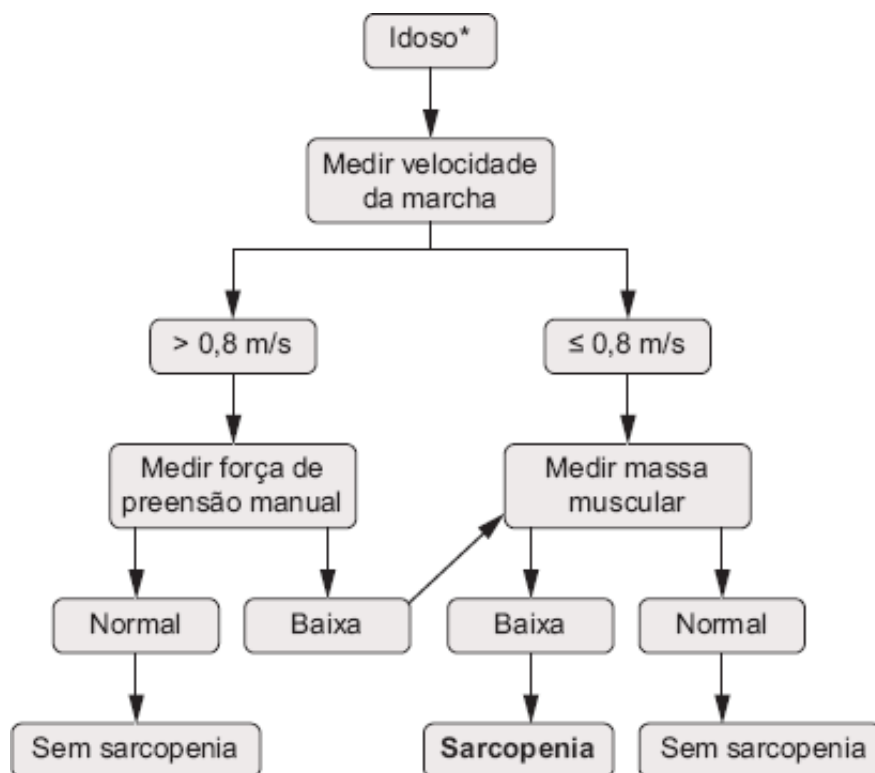 Idoso*
Medir velocidade
da marcha
> 0,8 m/s
≤ 0,8 m/s
Medir força de
preensão manual
Medir massa
muscular
Normal
Baixa
Baixa
Normal
Sem sarcopenia
Sarcopenia
Sem sarcopenia